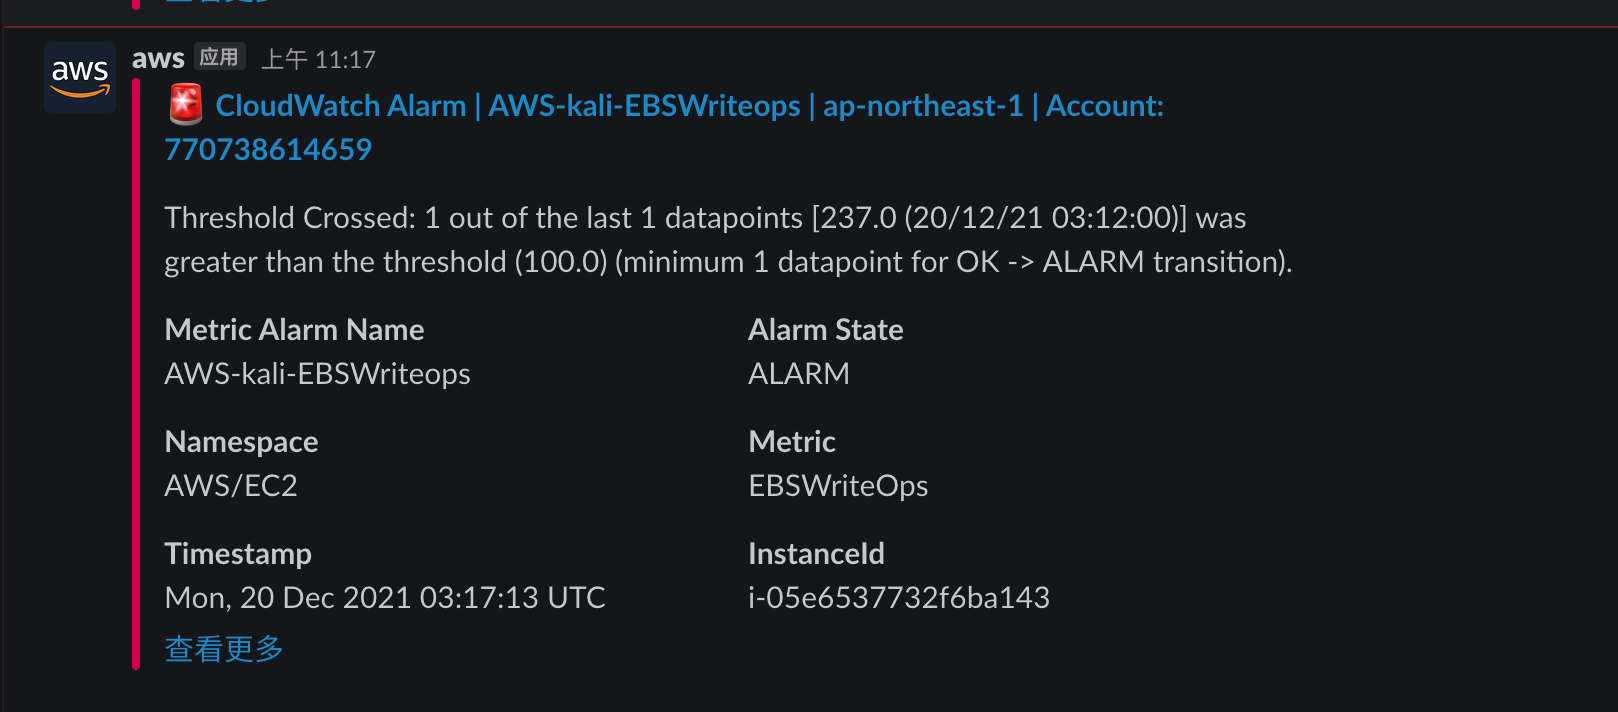 查看更多
aws
aws 应用 上午 11:17
CloudWatch Alarm | AWS-kali-EBSWriteops | ap-northeast-1 | Account:
770738614659
Threshold Crossed: 1 out of the last 1 datapoints [237.0 (20/12/21 03:12:00)] was
greater than the threshold (100.0) (minimum 1 datapoint for OK -> ALARM transition).
Metric Alarm Name
Alarm State
AWS-kali-EBSWriteops
ALARM
Namespace
Metric
AWS/EC2
EBSWriteOps
Timestamp
InstanceId
Mon, 20 Dec 2021 03:17:13 UTC
i-05e6537732f6ba143
查看更多